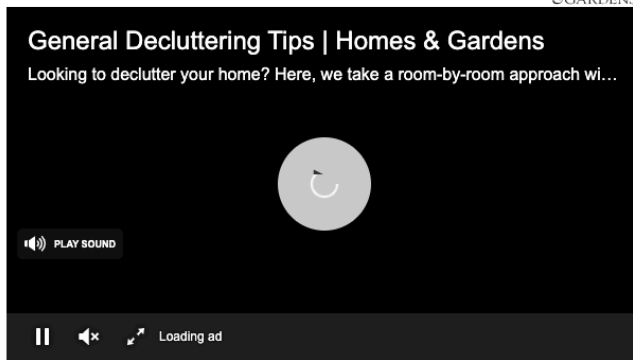 GARDENS
General Decluttering Tips | Homes & Gardens
Looking to declutter your home? Here, we take a room-by-room approach wi...
PLAY SOUND
Loading ad